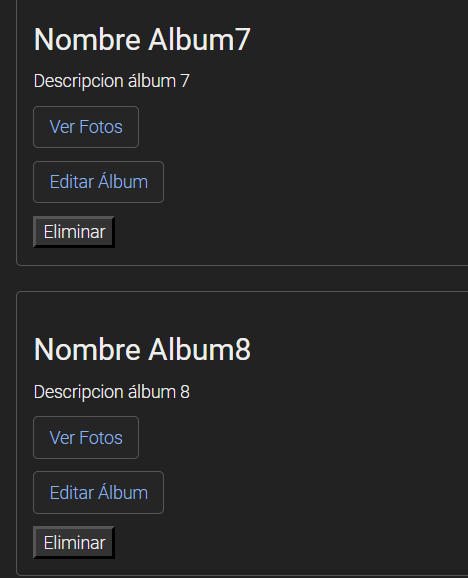 Nombre Album7
Descripcion álbum 7
Ver Fotos
Editar Álbum
Eliminar
Nombre Album8
Descripcion álbum 8
Ver Fotos
Editar Álbum
Eliminar